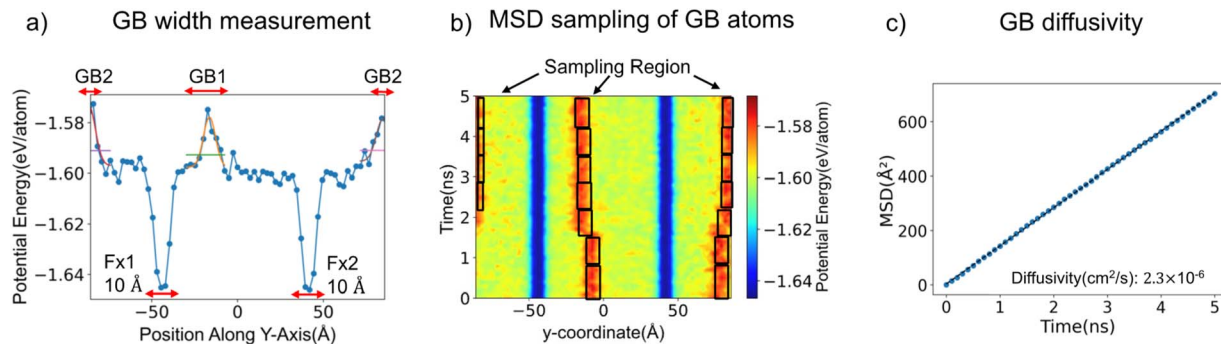 a) GB width measurement
GB2 GB1 GB2
Potential Energy(eV/atom)
−1.58
−1.60
−1.62
−1.64
Fx1
10 Å
Fx2
10 Å
−50 0 50
Position Along Y-Axis(Å)
b) MSD sampling of GB atoms
Sampling Region
Time(ns)
5
4
3
2
1
0
−50 0 50
y-coordinate(Å)
−1.58
−1.60
−1.62
−1.64
Potential Energy(eV/atom)
c) GB diffusivity
MSD(Å²)
600
400
200
0
Diffusivity(cm²/s): 2.3×10⁻⁶
0 1 2 3 4 5
Time(ns)